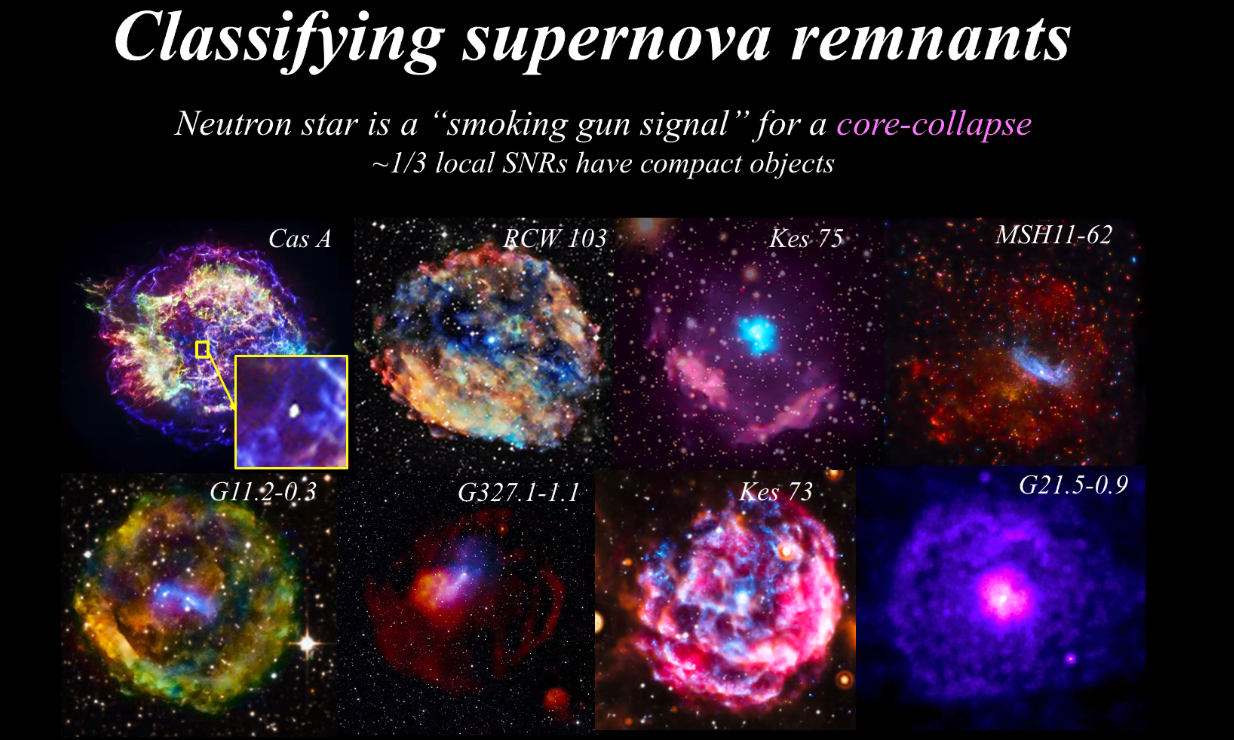 Classifying supernova remnants
Neutron star is a “smoking gun signal” for a core-collapse
~1/3 local SNRs have compact objects
Cas A
RCW 103
Kes 75
MSH11-62
G11.2-0.3
G327.1-1.1
Kes 73
G21.5-0.9